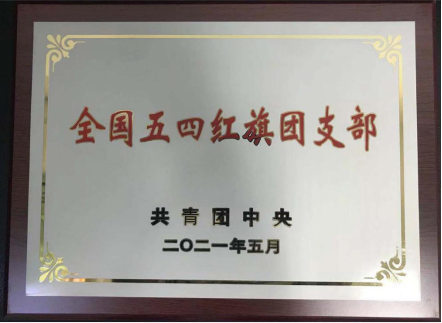 全国五四红旗团支部
共青团中央
二〇二一年五月